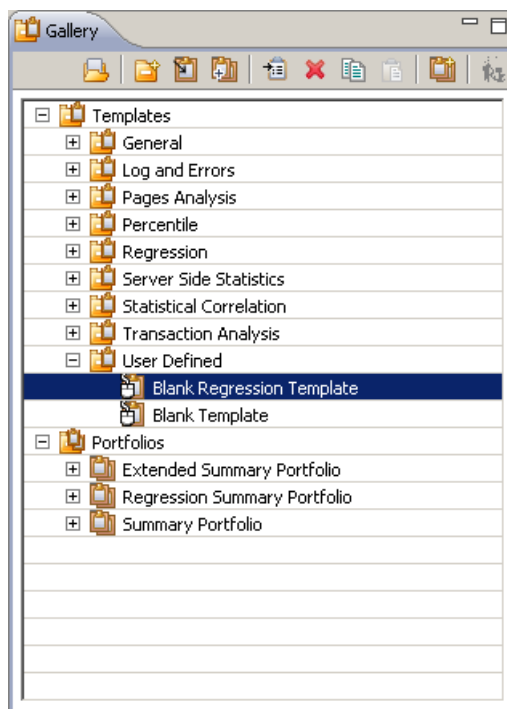 Gallery
Templates
General
Log and Errors
Pages Analysis
Percentile
Regression
Server Side Statistics
Statistical Correlation
Transaction Analysis
User Defined
Blank Regression Template
Blank Template
Portfolios
Extended Summary Portfolio
Regression Summary Portfolio
Summary Portfolio